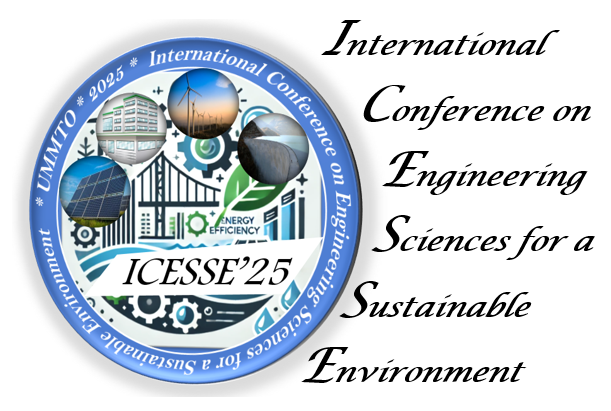 * UMMTO * 2025 * International Conference on Engineering Sciences for a Sustainable Environment
ENERGY
EFFICIENCY
ICESSE'25
International
Conference on
Engineering
Sciences for a
Sustainable
Environment